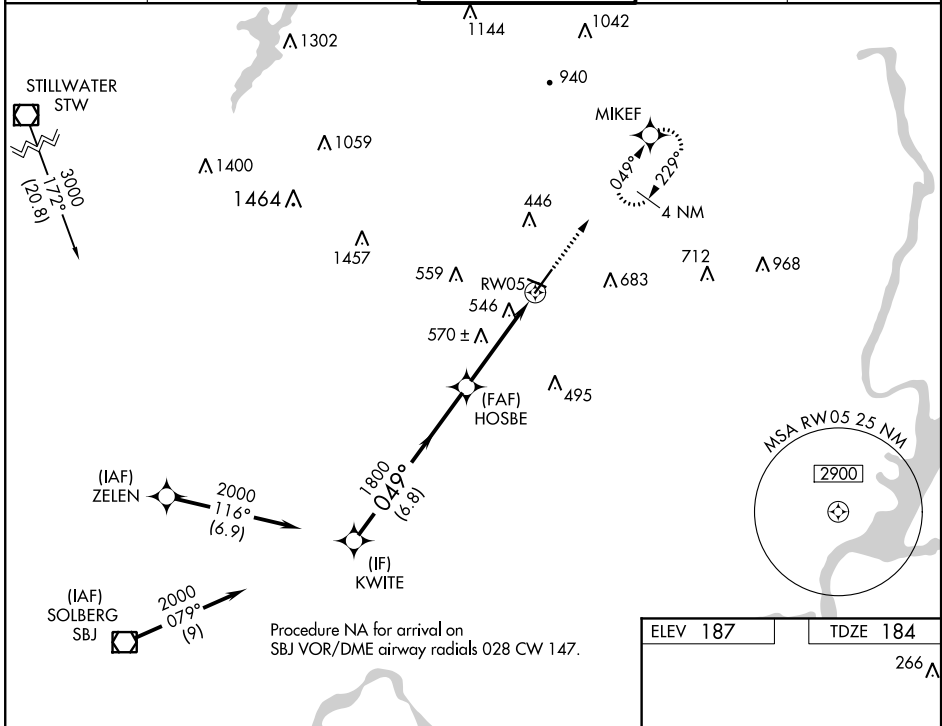 1302
1144
1042
940
STILLWATER
STW
MIKEF
1059
1400
1464
3000
172°
(20.8)
049°
229°
4 NM
446
1457
559
RW05
683
712
968
546
570 ±
(FAF)
HOSBE
495
MSA RW05 25 NM
2900
(IAF)
ZELEN
2000
116°
(6.9)
1800
049°
(6.8)
(IF)
KWITE
(IAF)
SOLBERG
SBJ
2000
079°
(9)
Procedure NA for arrival on
SBJ VOR/DME airway radials 028 CW 147.
ELEV 187
TDZE 184
266